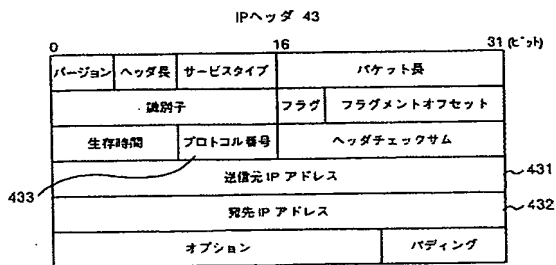 IPヘッダ 43
0 16 31 (ビット)
バージョン ヘッダ長 サービスタイプ パケット長
識別子 フラグ フラグメントオフセット
生存時間 プロトコル番号 ヘッダチェックサム
送信元 IP アドレス 431
433
宛先 IP アドレス 432
オプション パディング